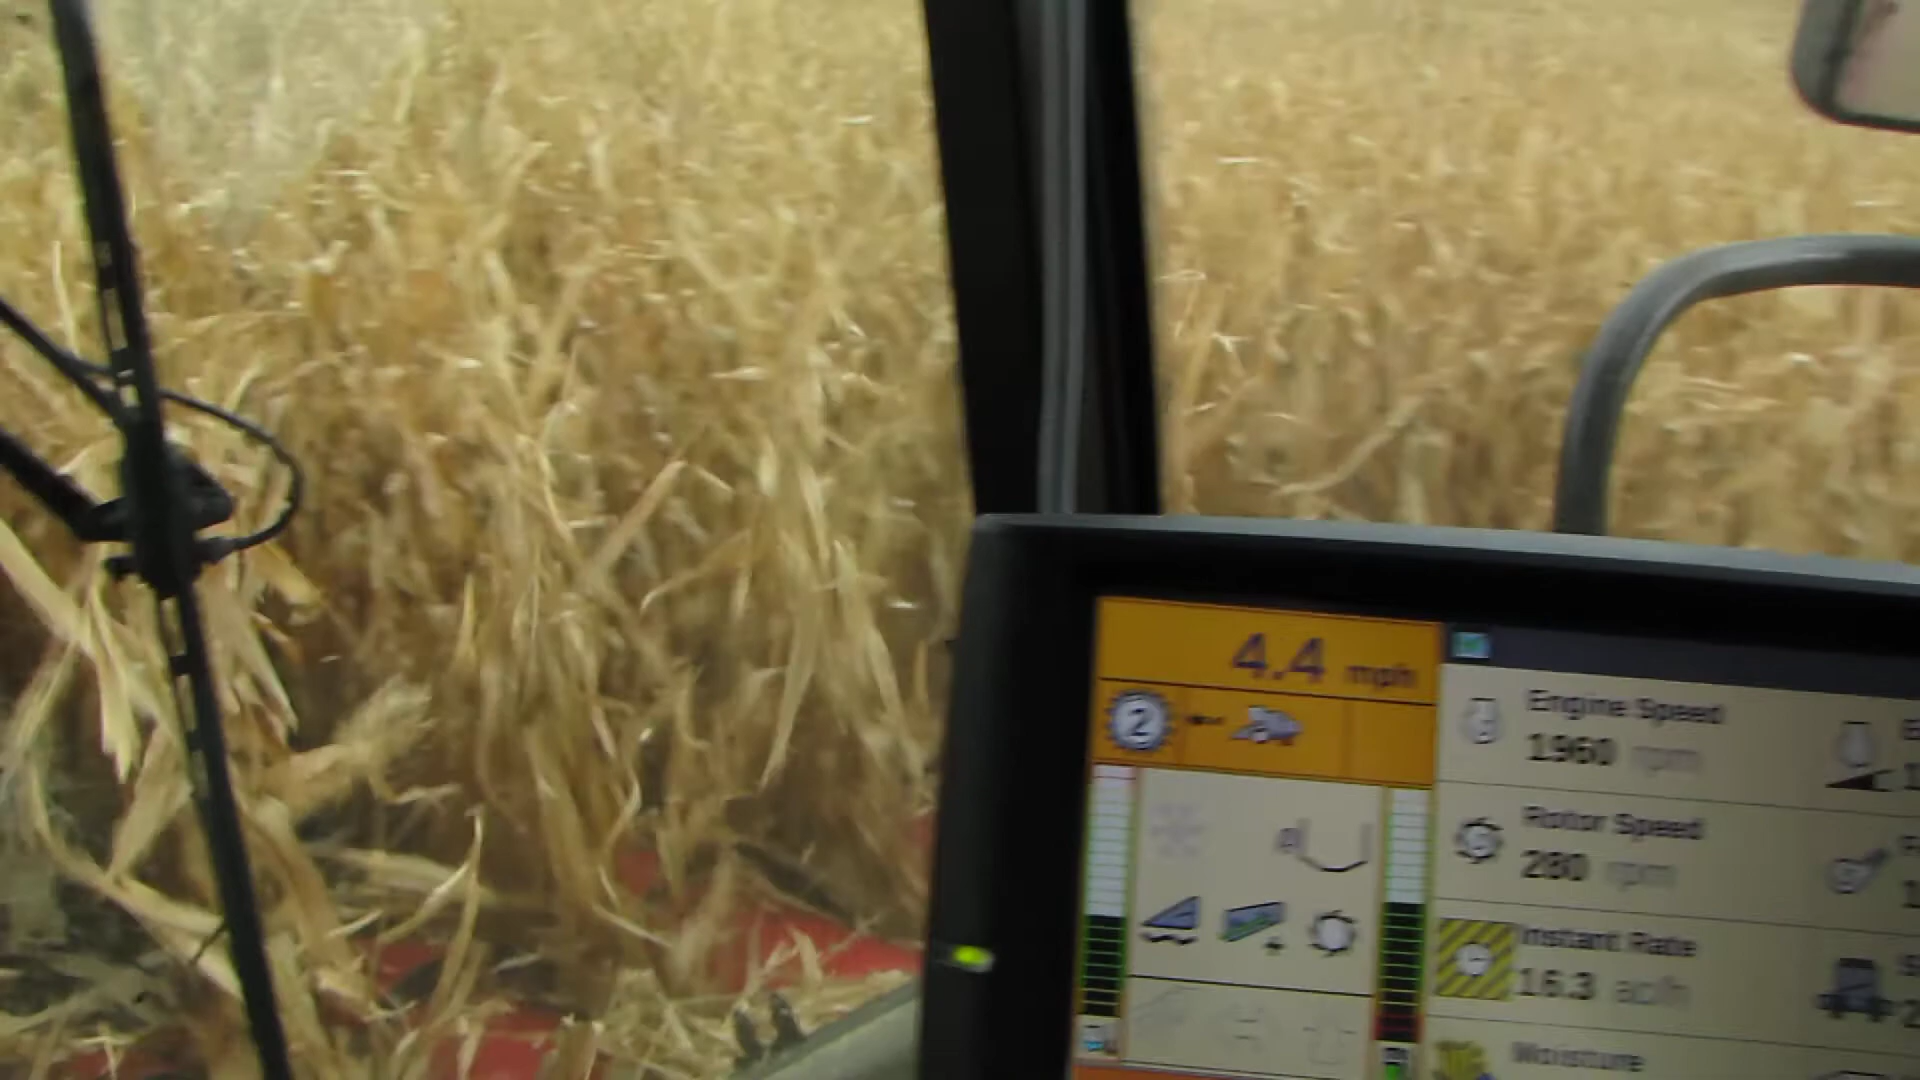 4.4 mph
2
Engine Speed
1960 rpm
Rotor Speed
280 rpm
Instant Rate
16.3 ac/h
Moisture